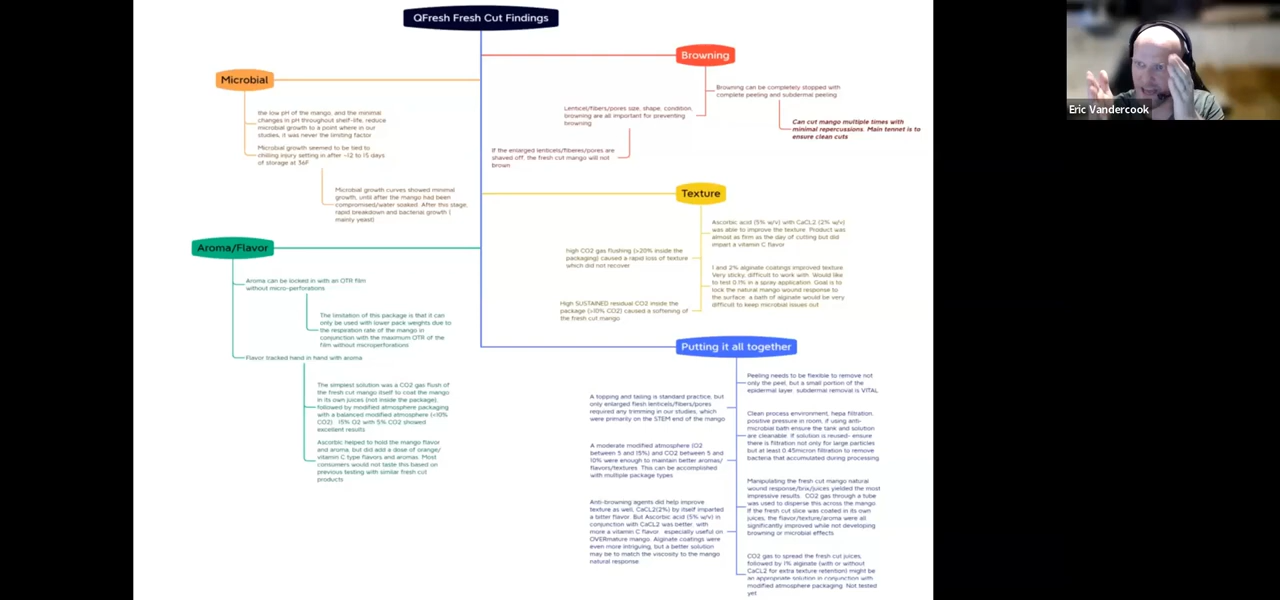 QFresh Fresh Cut Findings
Microbial
the low pH of the mango, and the minimal
changes in pH throughout shelf-life, reduce
microbial growth to a point where in our
studies, it was never the limiting factor
Microbial growth seemed to be tied to
chilling injury setting in after ~12 to 15 days
of storage at 36F
Microbial growth curves showed minimal
growth, until after the mango had been
compromised/water soaked. After this stage,
rapid breakdown and bacterial growth (
mainly yeast)
Aroma/Flavor
Aroma can be locked in with an OTR film
without micro-perforations
The limitation of this package is that it can
only be used with lower pack weights due to
the respiration rate of the mango in
conjunction with the maximum OTR of the
film without microperforations
Flavor tracked hand in hand with aroma
The simplest solution was a CO2 gas flush of
the fresh cut mango itself to coat the mango
in its own juices (not inside the package),
followed by modified atmosphere packaging
with a balanced modified atmosphere (<10%
CO2) 15% O2 with 5% CO2 showed
excellent results
Ascorbic helped to hold the mango flavor
and aroma, but did add a dose of orange/
vitamin C type flavors and aromas. Most
consumers would not taste this based on
previous testing with similar fresh cut
products
Browning
Browning can be completely stopped with
complete peeling and subdermal peeling
Can cut mango multiple times with
minimal repercussions. Main tennet is to
ensure clean cuts
Lenticel/fibers/pores size, shape, condition,
browning are all important for preventing
browning
If the enlarged lenticels/fiberes/pores are
shaved off, the fresh cut mango will not
brown
Texture
Ascorbic acid (5% w/v) with CaCL2 (2% w/v)
was able to improve the texture. Product was
almost as firm as the day of cutting but did
impart a vitamin C flavor
high CO2 gas flushing (>20% inside the
packaging) caused a rapid loss of texture
which did not recover
1 and 2% alginate coatings improved texture.
Very sticky, difficult to work with. Would like
to test 0.1% in a spray application. Goal is to
lock the natural mango wound response to
the surface. a bath of alginate would be very
difficult to keep microbial issues out
High SUSTAINED residual CO2 inside the
package (>10% CO2) caused a softening of
the fresh cut mango
Putting it all together
Peeling needs to be flexible to remove not
only the peel, but a small portion of the
epidermal layer. subdermal removal is VITAL
A topping and tailing is standard practice, but
only enlarged flesh lenticels/fibers/pores
required any trimming in our studies, which
were primarily on the STEM end of the mango
Clean process environment, hepa filtration,
positive pressure in room, if using anti-
microbial bath ensure the tank and solution
are cleanable. If solution is reused- ensure
there is filtration not only for large particles
but at least 0.45micron filtration to remove
bacteria that accumulated during processing
A moderate modified atmosphere (O2
between 5 and 15%) and CO2 between 5 and
10% were enough to maintain better aromas/
flavors/textures. This can be accomplished
with multiple package types
Manipulating the fresh cut mango natural
wound response/brix/juices yielded the most
impressive results. CO2 gas through a tube
was used to disperse this across the mango.
If the fresh cut slice was coated in its own
juices, the flavor/texture/aroma were all
significantly improved while not developing
browning or microbial effects
Anti-browning agents did help improve
texture as well, CaCL2(2%) by itself imparted
a bitter flavor. But Ascorbic acid (5% w/v) in
conjunction with CaCL2 was better, with
more a vitamin C flavor. especially useful on
OVERmature mango. Alginate coatings were
even more intriguing, but a better solution
may be to match the viscosity to the mango
natural response.
CO2 gas to spread the fresh cut juices,
followed by 1% alginate (with or without
CaCL2 for extra texture retention) might be
an appropriate solution in conjunction with
modified atmosphere packaging. Not tested
yet
Eric Vandercook